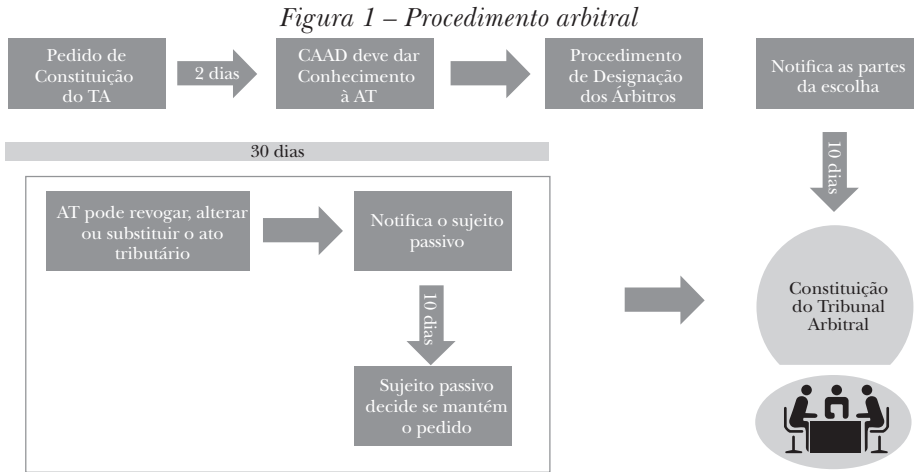 Figura 1 – Procedimento arbitral
Pedido de
Constituição
do TA
2 dias
CAAD deve dar
Conhecimento
à AT
Procedimento
de Designação
dos Árbitros
Notifica as partes
da escolha
10 dias
30 dias
AT pode revogar, alterar
ou substituir o ato
tributário
Notifica o sujeito
passivo
10 dias
Sujeito passivo
decide se mantém
o pedido
Constituição
do Tribunal
Arbitral